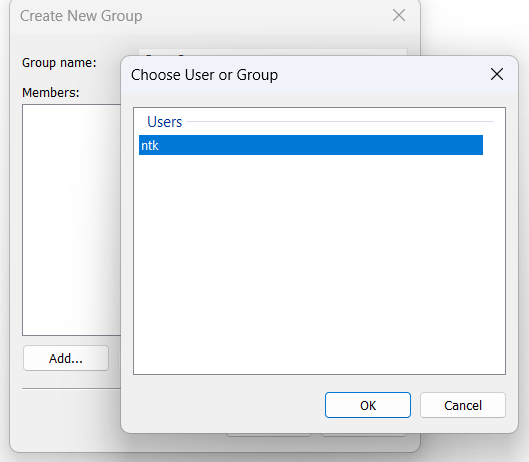 Create New Group
Group name:
Members:
Add...
Choose User or Group
Users
ntk
OK
Cancel